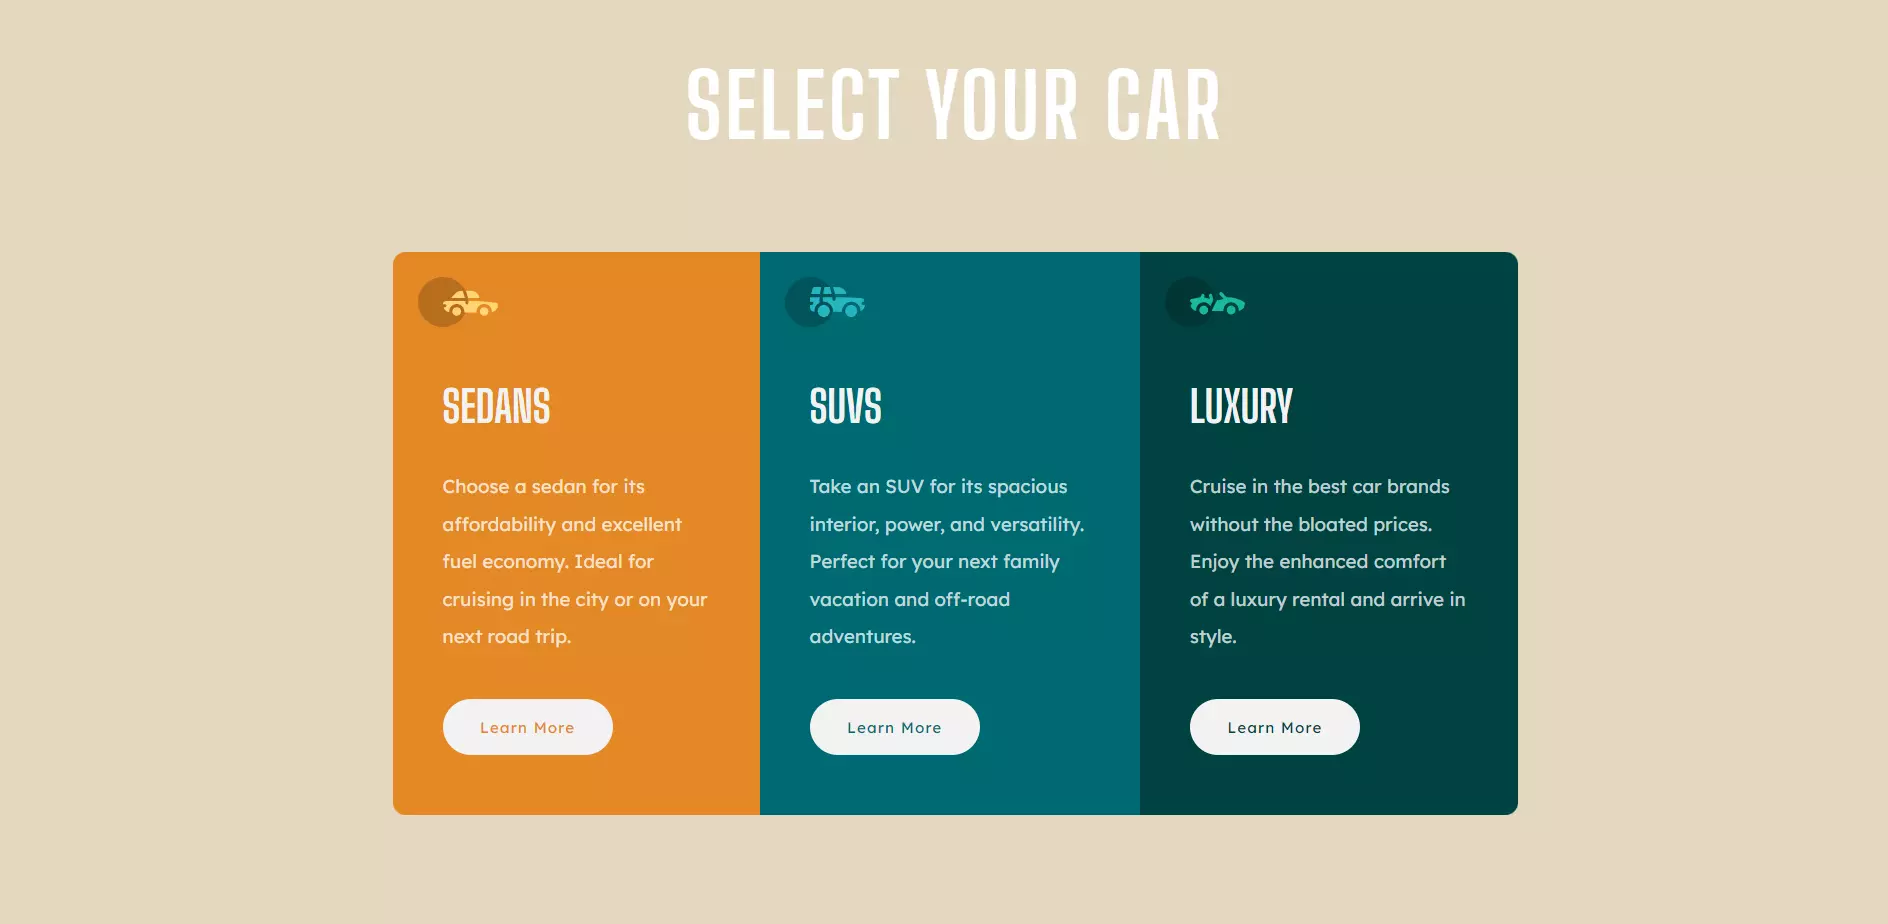 SELECT YOUR CAR
SEDANS
Choose a sedan for its
affordability and excellent
fuel economy. Ideal for
cruising in the city or on your
next road trip.
Learn More
SUVS
Take an SUV for its spacious
interior, power, and versatility.
Perfect for your next family
vacation and off-road
adventures.
Learn More
LUXURY
Cruise in the best car brands
without the bloated prices.
Enjoy the enhanced comfort
of a luxury rental and arrive in
style.
Learn More